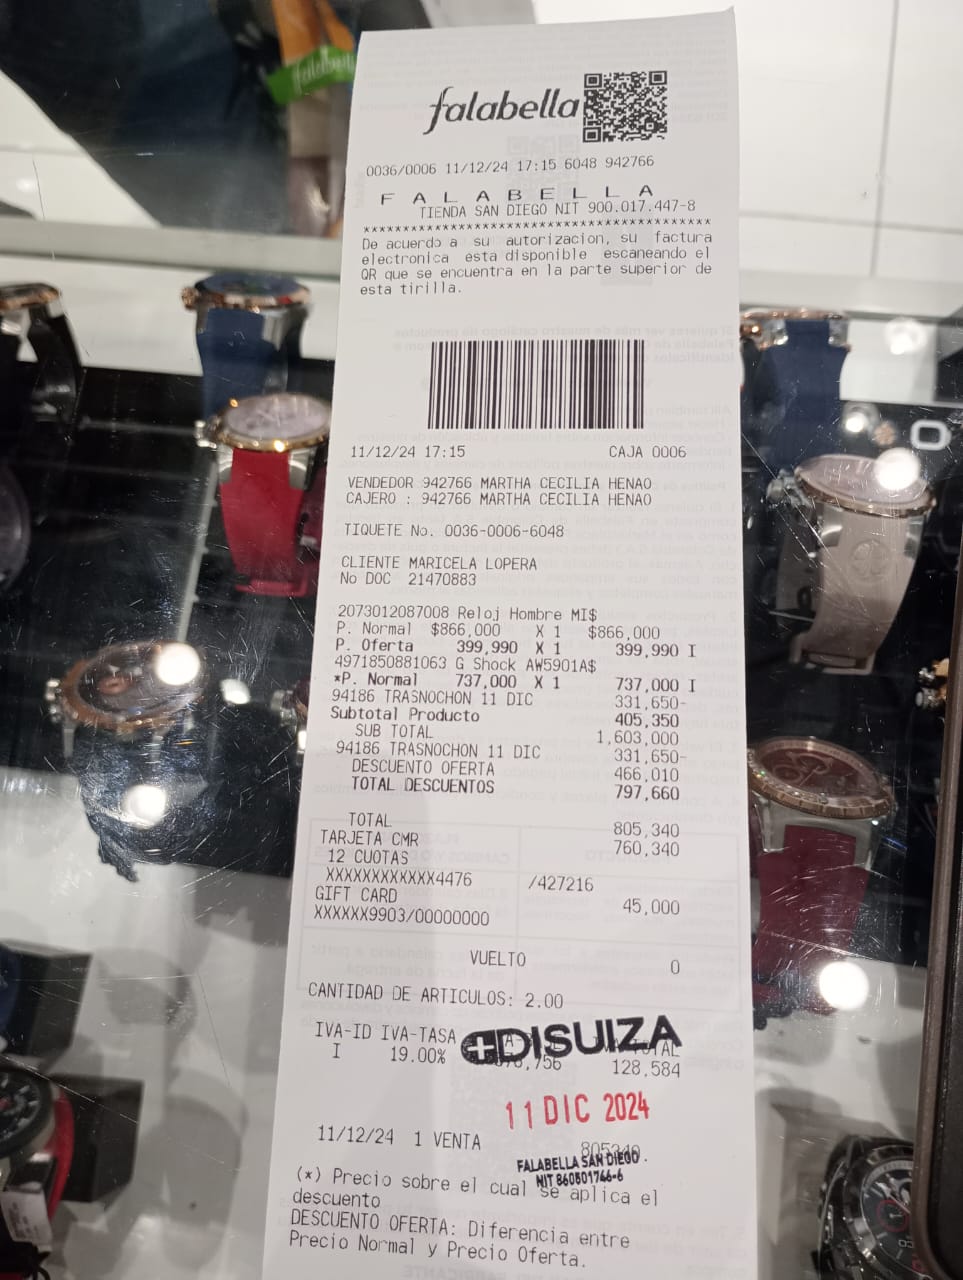 falabella
0036/0006 11/12/24 17:15 6048 942766
F A L A B E L L A
TIENDA SAN DIEGO NIT 900.017.447-8
****************************************************
De acuerdo a su autorizacion, su factura
electronica esta disponible escaneando el
QR que se encuentra en la parte superior de
esta tirilla.
11/12/24 17:15 CAJA 0006
VENDEDOR 942766 MARTHA CECILIA HENAO
CAJERO : 942766 MARTHA CECILIA HENAO
TIQUETE No. 0036-0006-6048
CLIENTE MARICELA LOPERA
No DOC 21470883
2073012087008 Reloj Hombre MI$
P. Normal $866,000 X 1 $866,000
P. Oferta 399,990 X 1 399,990 I
4971850881063 G Shock AW5901A$
*P. Normal 737,000 X 1 737,000 I
94186 TRASNOCHON 11 DIC 331,650-
Subtotal Producto 405,350
SUB TOTAL 1,603,000
94186 TRASNOCHON 11 DIC 331,650-
DESCUENTO OFERTA 466,010
TOTAL DESCUENTOS 797,660
TOTAL 805,340
TARJETA CMR 760,340
12 CUOTAS
XXXXXXXXXXXX4476 /427216
GIFT CARD 45,000
XXXXXX9903/00000000
VUELTO 0
CANTIDAD DE ARTICULOS: 2.00
IVA-ID IVA-TASA
DISUIZA
I 19.00% 128,584
11 DIC 2024
11/12/24 1 VENTA 805340
FALABELLA SAN DIEGO
NIT 860501746-6
(*) Precio sobre el cual se aplica el
descuento
DESCUENTO OFERTA: Diferencia entre
Precio Normal y Precio Oferta.